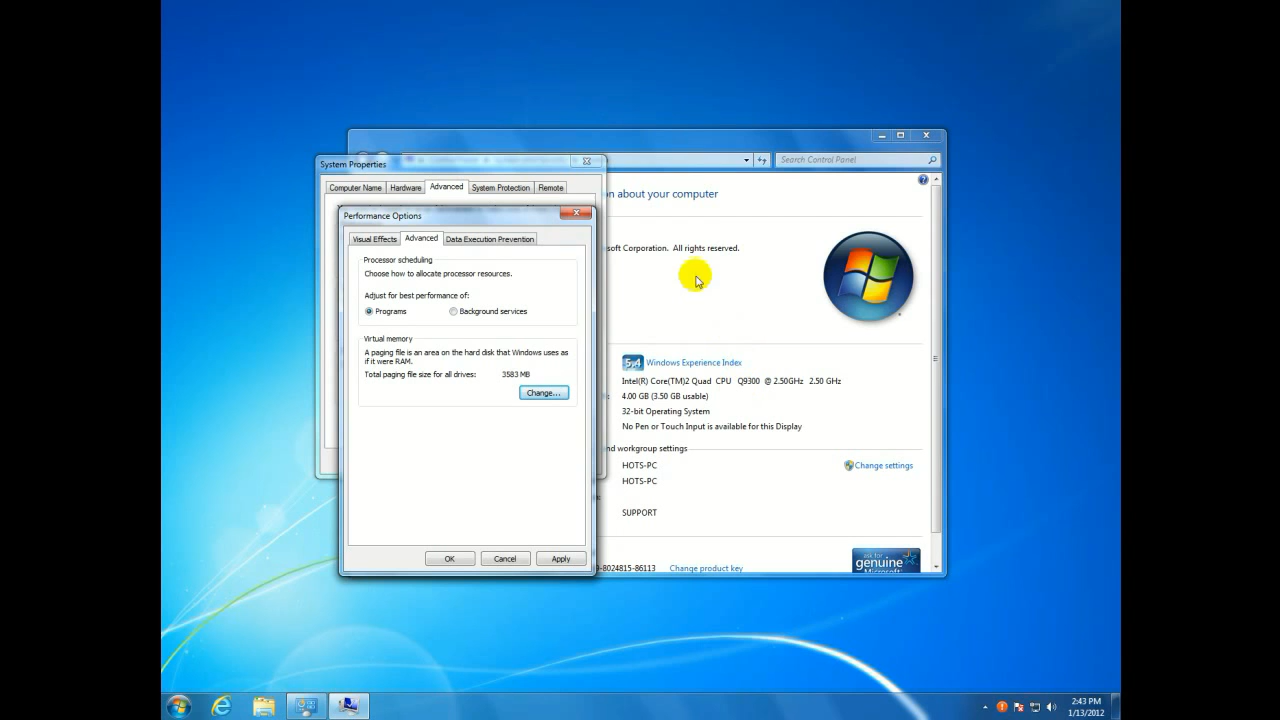 System Properties
Search Control Panel
Computer Name
Hardware
Advanced
System Protection
Remote
n about your computer
Performance Options
Visual Effects
Advanced
Data Execution Prevention
soft Corporation. All rights reserved.
Processor scheduling
Choose how to allocate processor resources.
Adjust for best performance of:
Programs
Background services
Virtual memory
A paging file is an area on the hard disk that Windows uses as
if it were RAM.
Total paging file size for all drives:
3583 MB
Change...
OK
Cancel
Apply
5.4
Windows Experience Index
Intel(R) Core(TM)2 Quad CPU Q9300 @ 2.50GHz 2.50 GHz
4.00 GB (3.50 GB usable)
32-bit Operating System
No Pen or Touch Input is available for this Display
nd workgroup settings
HOTS-PC
Change settings
HOTS-PC
SUPPORT
9-8024815-86113
Change product key
ask for
genuine
Microsoft
2:43 PM
1/13/2012